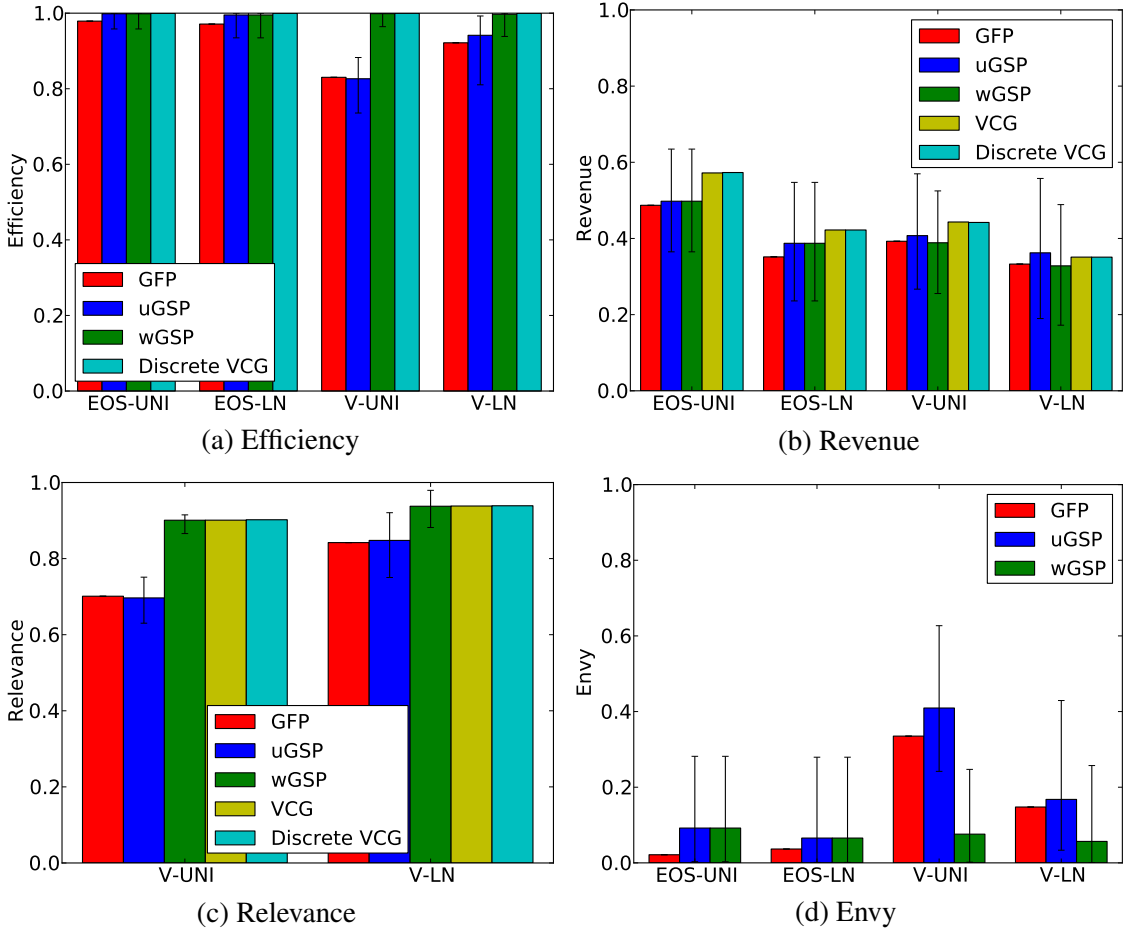 1.0
0.8
0.6
0.4
0.2
0.0
Efficiency
GFP
uGSP
wGSP
Discrete VCG
EOS-UNI EOS-LN V-UNI V-LN
(a) Efficiency
1.0
0.8
0.6
0.4
0.2
0.0
Revenue
GFP
uGSP
wGSP
VCG
Discrete VCG
EOS-UNI EOS-LN V-UNI V-LN
(b) Revenue
1.0
0.8
0.6
0.4
0.2
0.0
Relevance
GFP
uGSP
wGSP
VCG
Discrete VCG
V-UNI V-LN
(c) Relevance
1.0
0.8
0.6
0.4
0.2
0.0
Envy
GFP
uGSP
wGSP
EOS-UNI EOS-LN V-UNI V-LN
(d) Envy